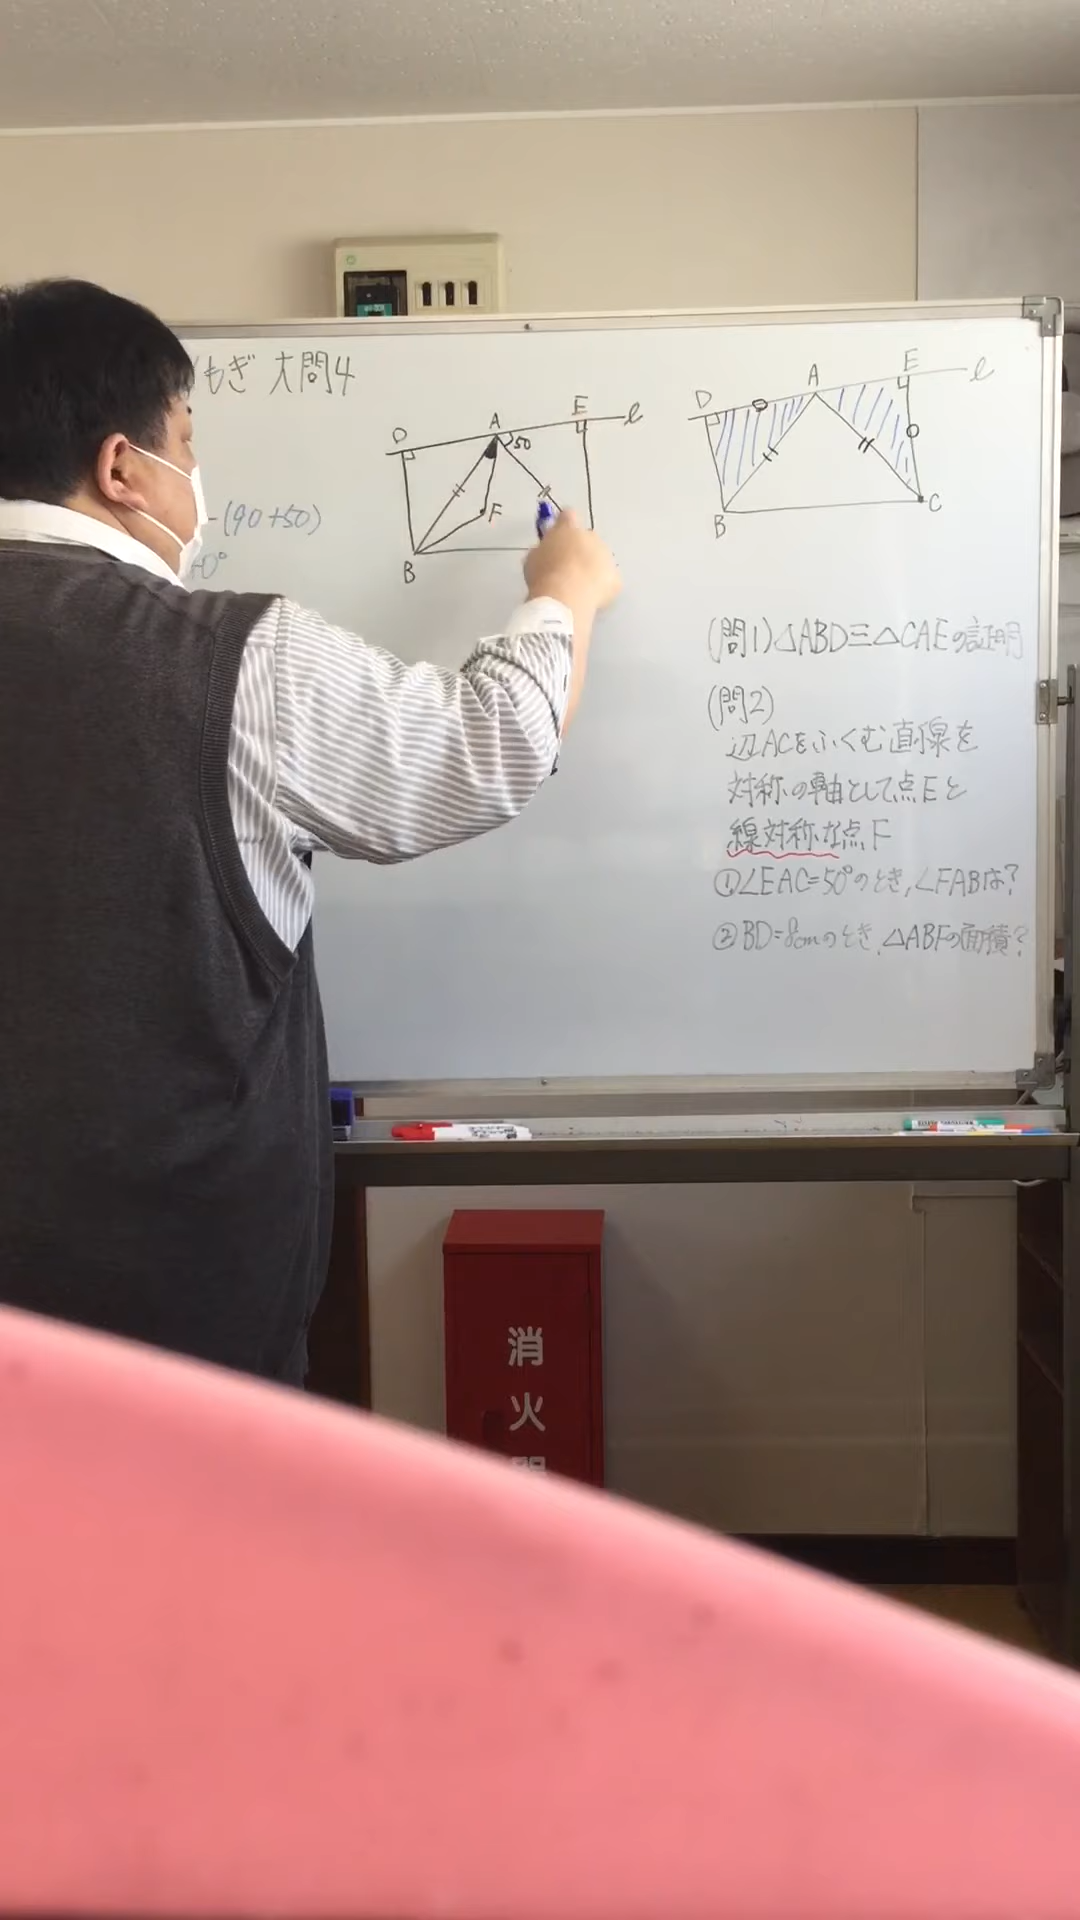 もぎ 大問4
-(90+50)
D
A
E
l
50
F
B
D
A
E
l
B
C
(問1)△ABD≡△CAEの証明
(問2)
辺ACをふくむ直線を
対称の軸として点Eと
線対称な点F
①∠EAC=50°のとき,∠FABは?
②BD=8cmのとき,△ABFの面積?
消
火